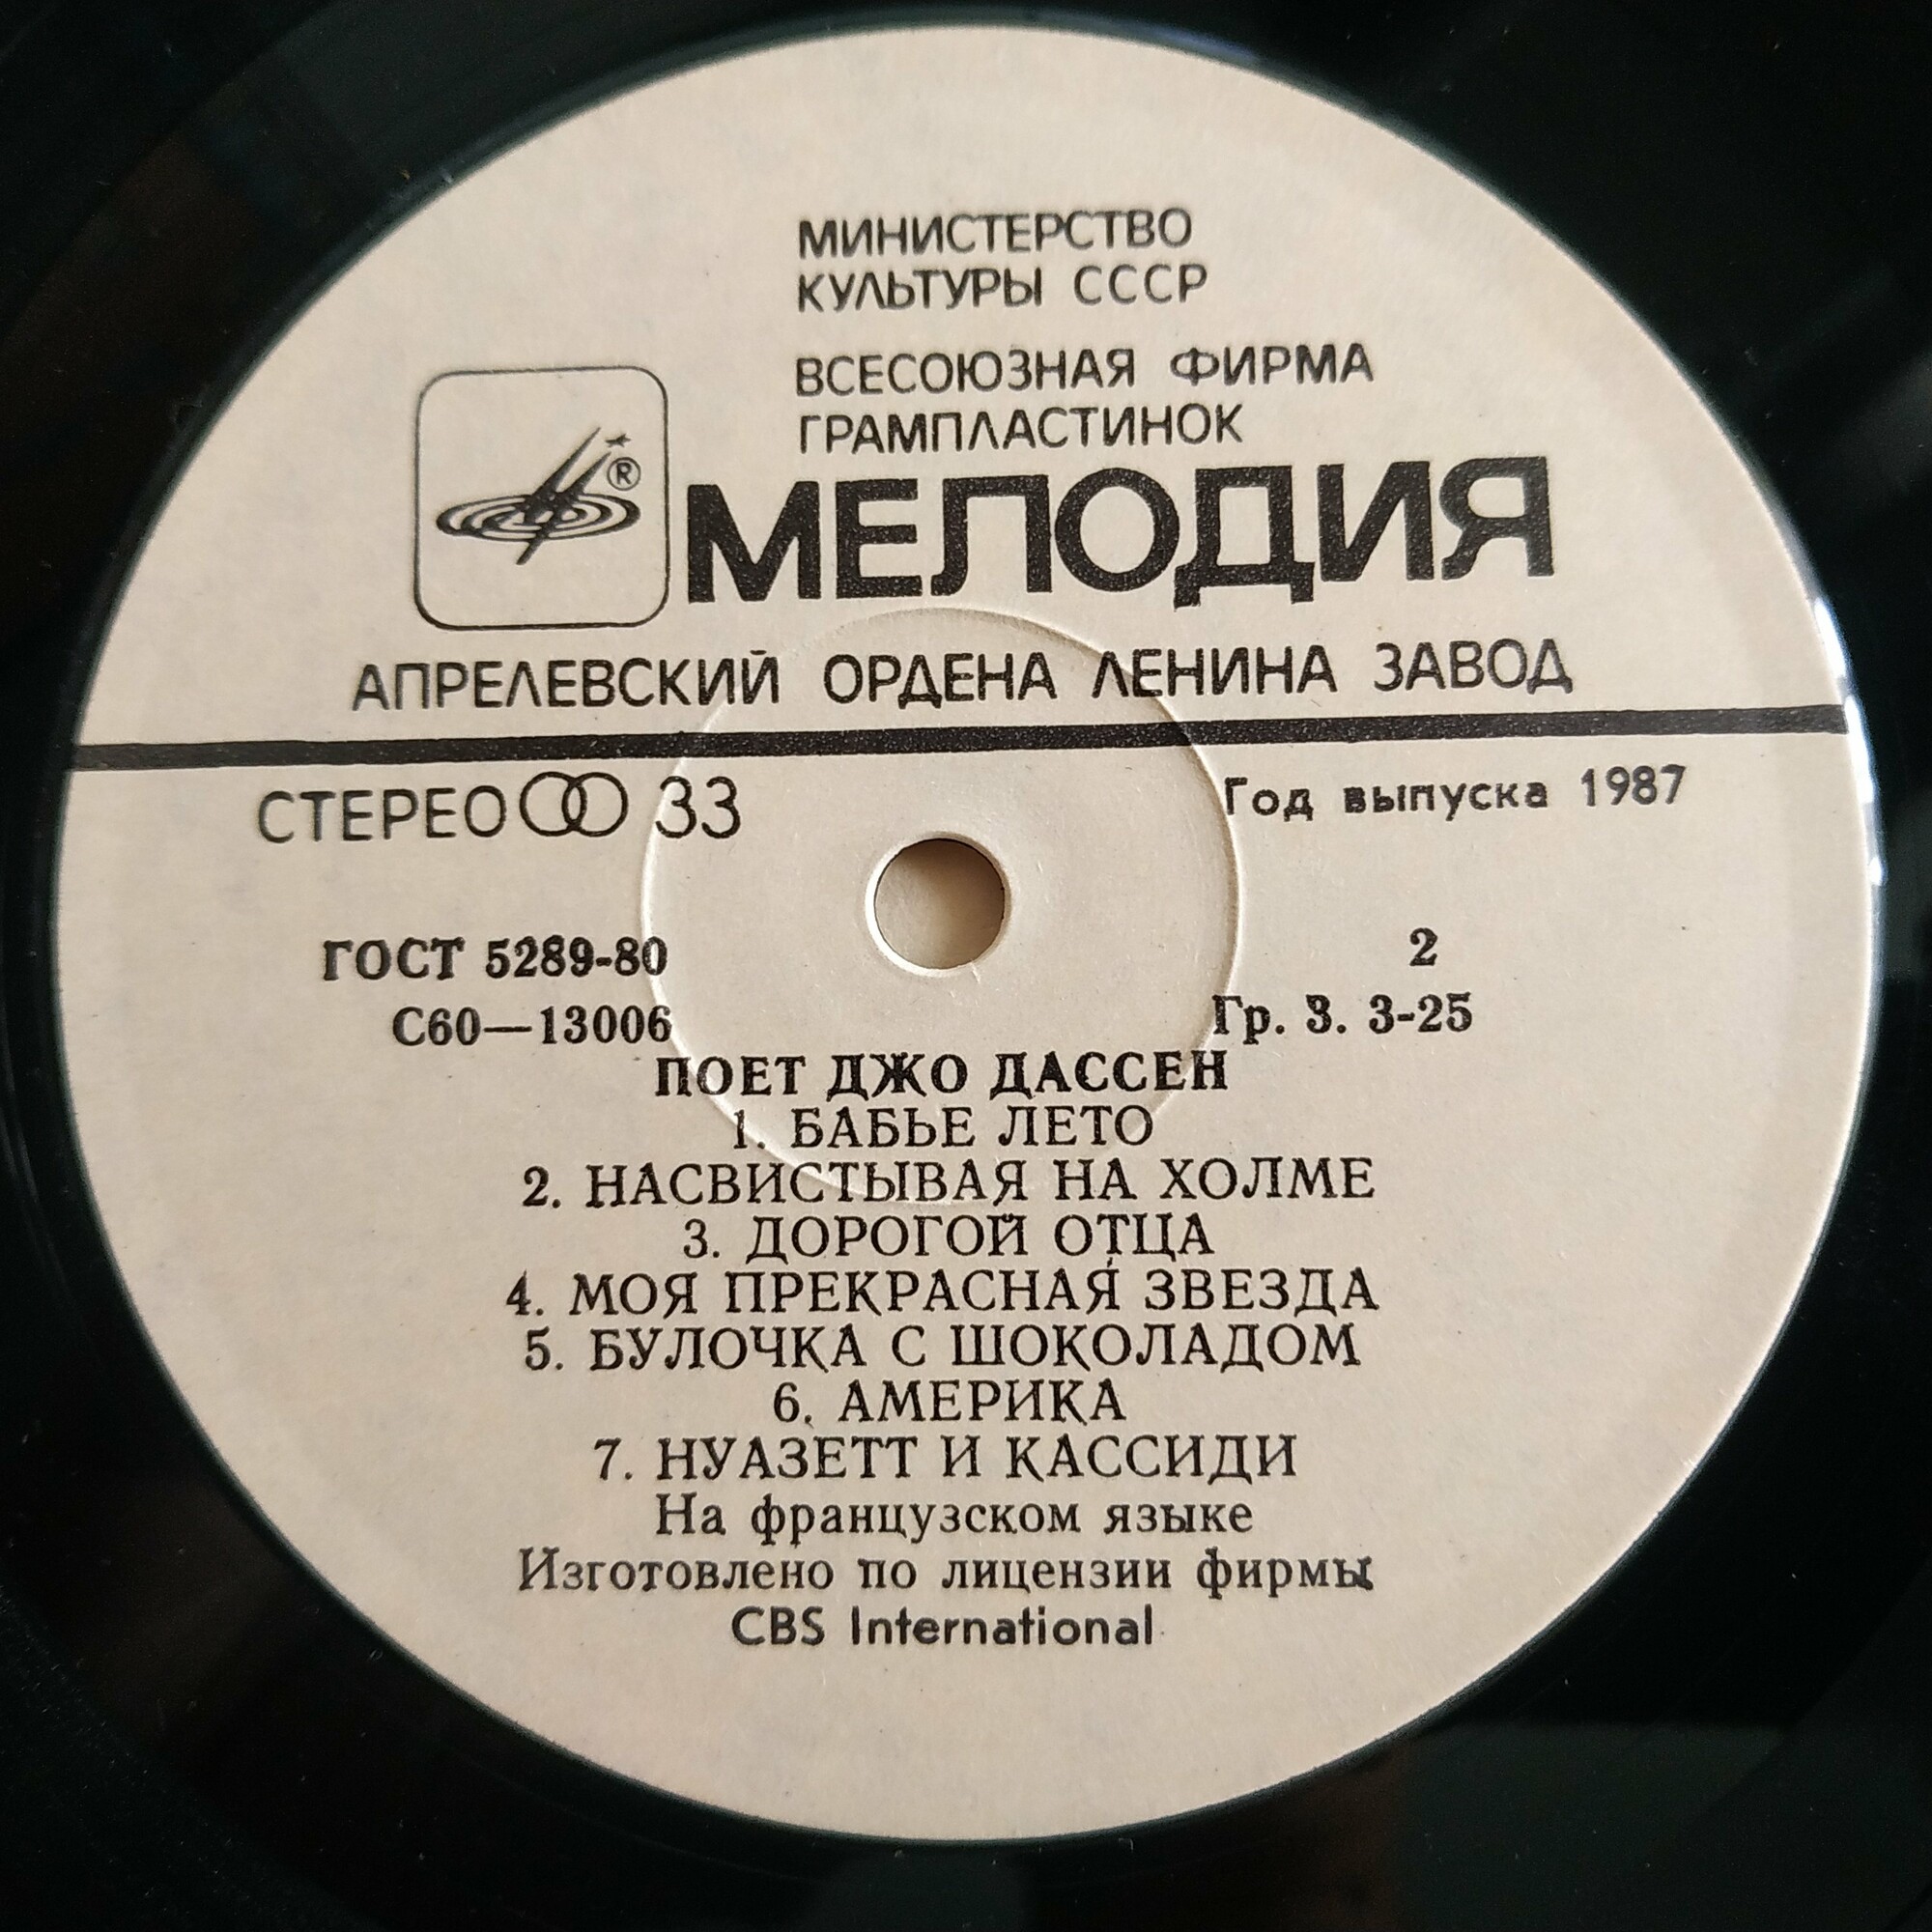 МИНИСТЕРСТВО
КУЛЬТУРЫ СССР
ВСЕСОЮЗНАЯ ФИРМА
ГРАМПЛАСТИНОК
®
МЕЛОДИЯ
АПРЕЛЕВСКИЙ ОРДЕНА ЛЕНИНА ЗАВОД
СТЕРЕО 33
Год выпуска 1987
ГОСТ 5289-80
2
С60—13006
Гр. 3. 3-25
ПОЕТ ДЖО ДАССЕН
1. БАБЬЕ ЛЕТО
2. НАСВИСТЫВАЯ НА ХОЛМЕ
3. ДОРОГОЙ ОТЦА
4. МОЯ ПРЕКРАСНАЯ ЗВЕЗДА
5. БУЛОЧКА С ШОКОЛАДОМ
6. АМЕРИКА
7. НУАЗЕТТ И КАССИДИ
На французском языке
Изготовлено по лицензии фирмы
CBS International